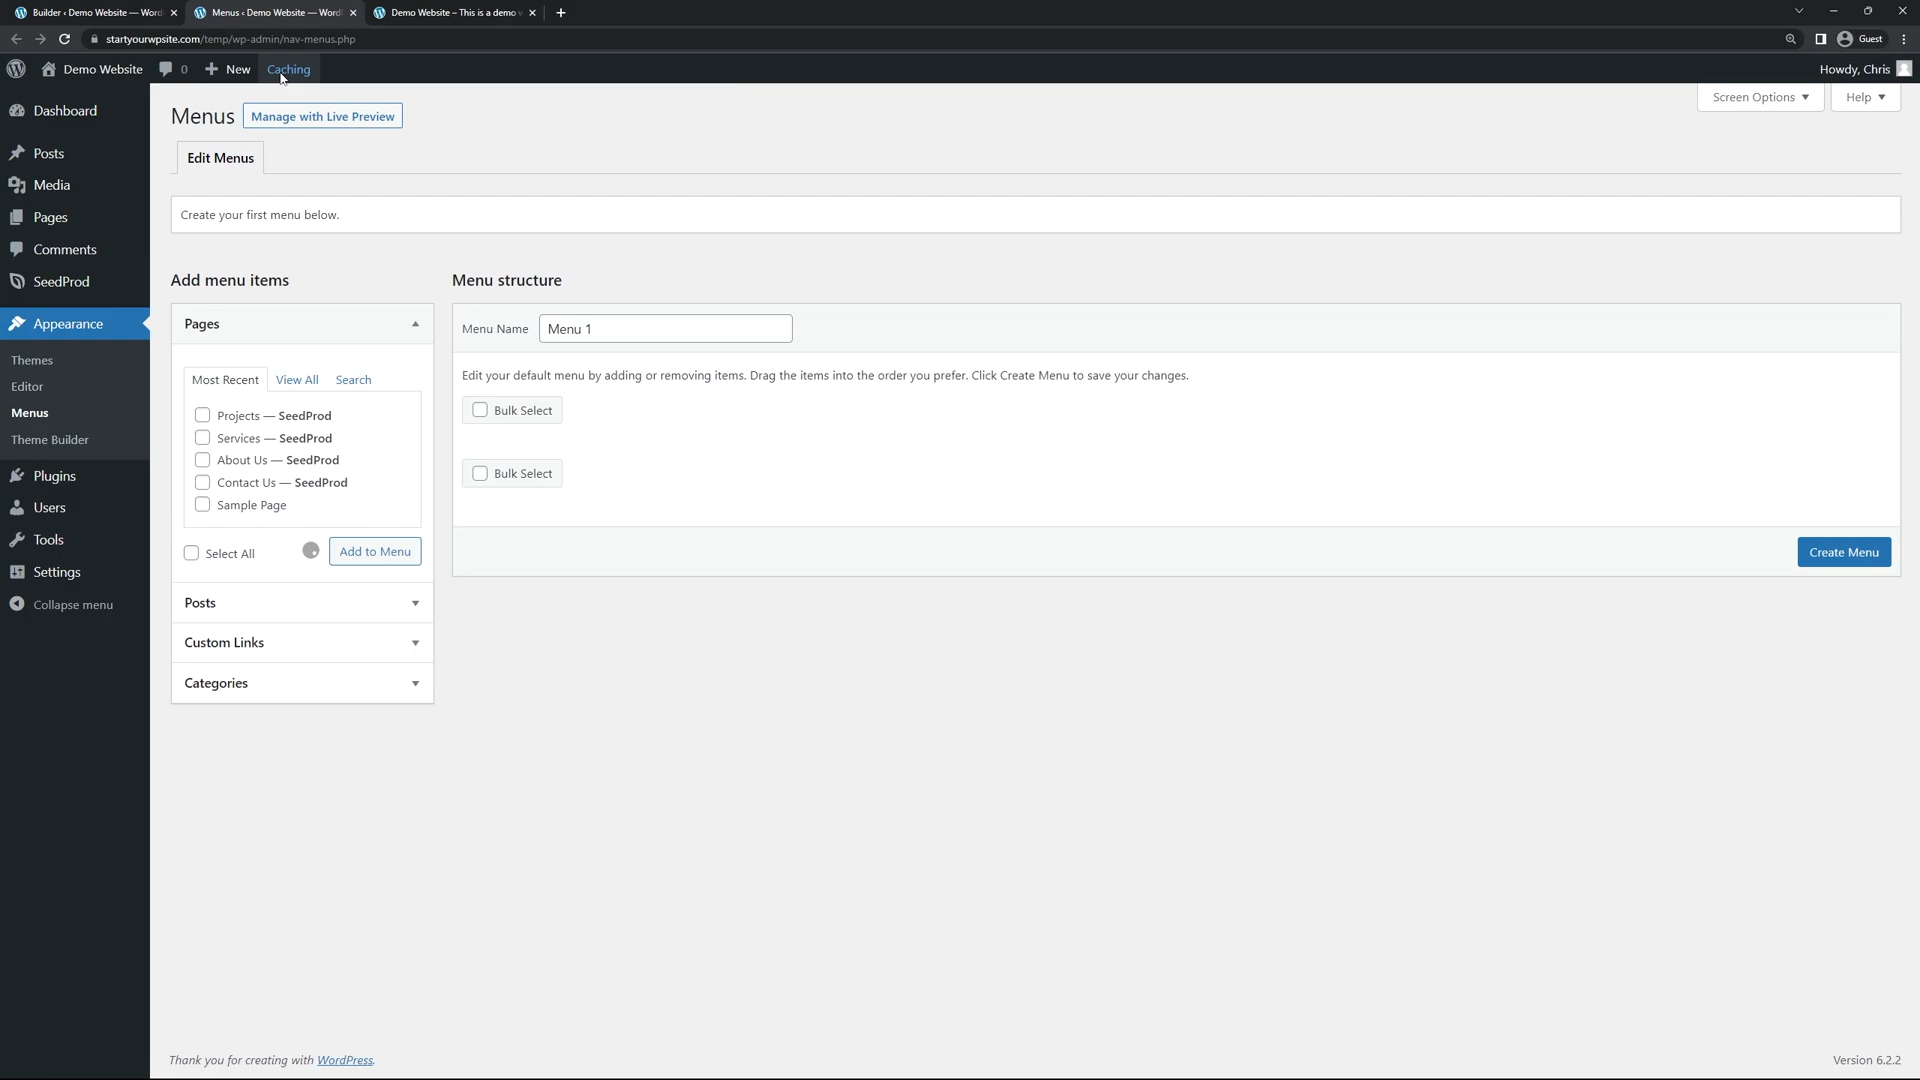 Builder ‹ Demo Website — Word
Menus ‹ Demo Website — Word
Demo Website – This is a demo w
startyourwpsite.com/temp/wp-admin/nav-menus.php
Guest
Demo Website
0
New
Caching
Howdy, Chris
Dashboard
Posts
Media
Pages
Comments
SeedProd
Appearance
Themes
Editor
Menus
Theme Builder
Plugins
Users
Tools
Settings
Collapse menu
Menus
Manage with Live Preview
Screen Options
Help
Edit Menus
Create your first menu below.
Add menu items
Pages
Most Recent
View All
Search
Projects — SeedProd
Services — SeedProd
About Us — SeedProd
Contact Us — SeedProd
Sample Page
Select All
Add to Menu
Posts
Custom Links
Categories
Menu structure
Menu Name
Menu 1
Edit your default menu by adding or removing items. Drag the items into the order you prefer. Click Create Menu to save your changes.
Bulk Select
Bulk Select
Create Menu
Thank you for creating with WordPress.
Version 6.2.2